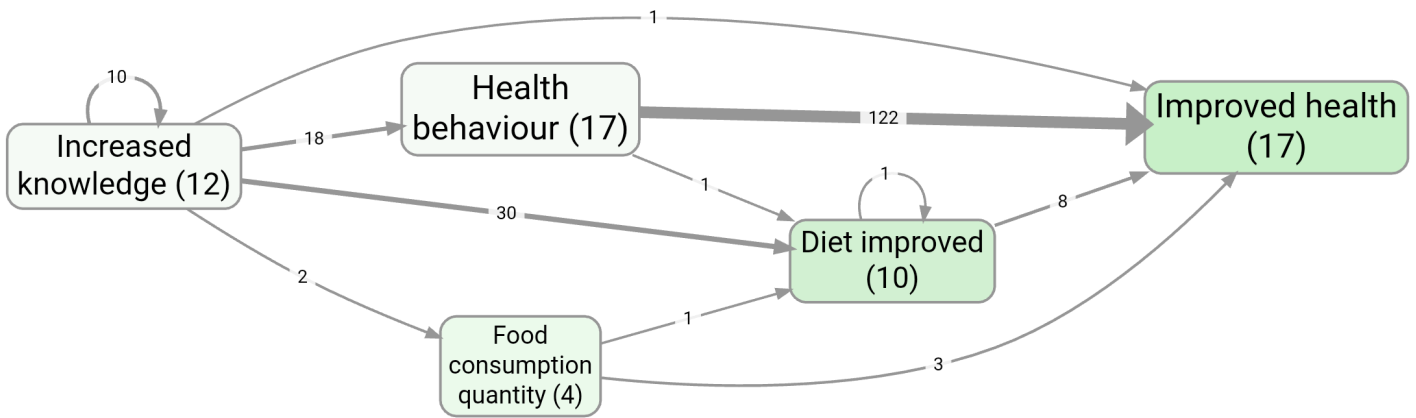 1
10
Increased
knowledge (12)
18
Health
behaviour (17)
122
Improved health
(17)
30
1
1
Diet improved
(10)
8
2
Food
consumption
quantity (4)
1
3